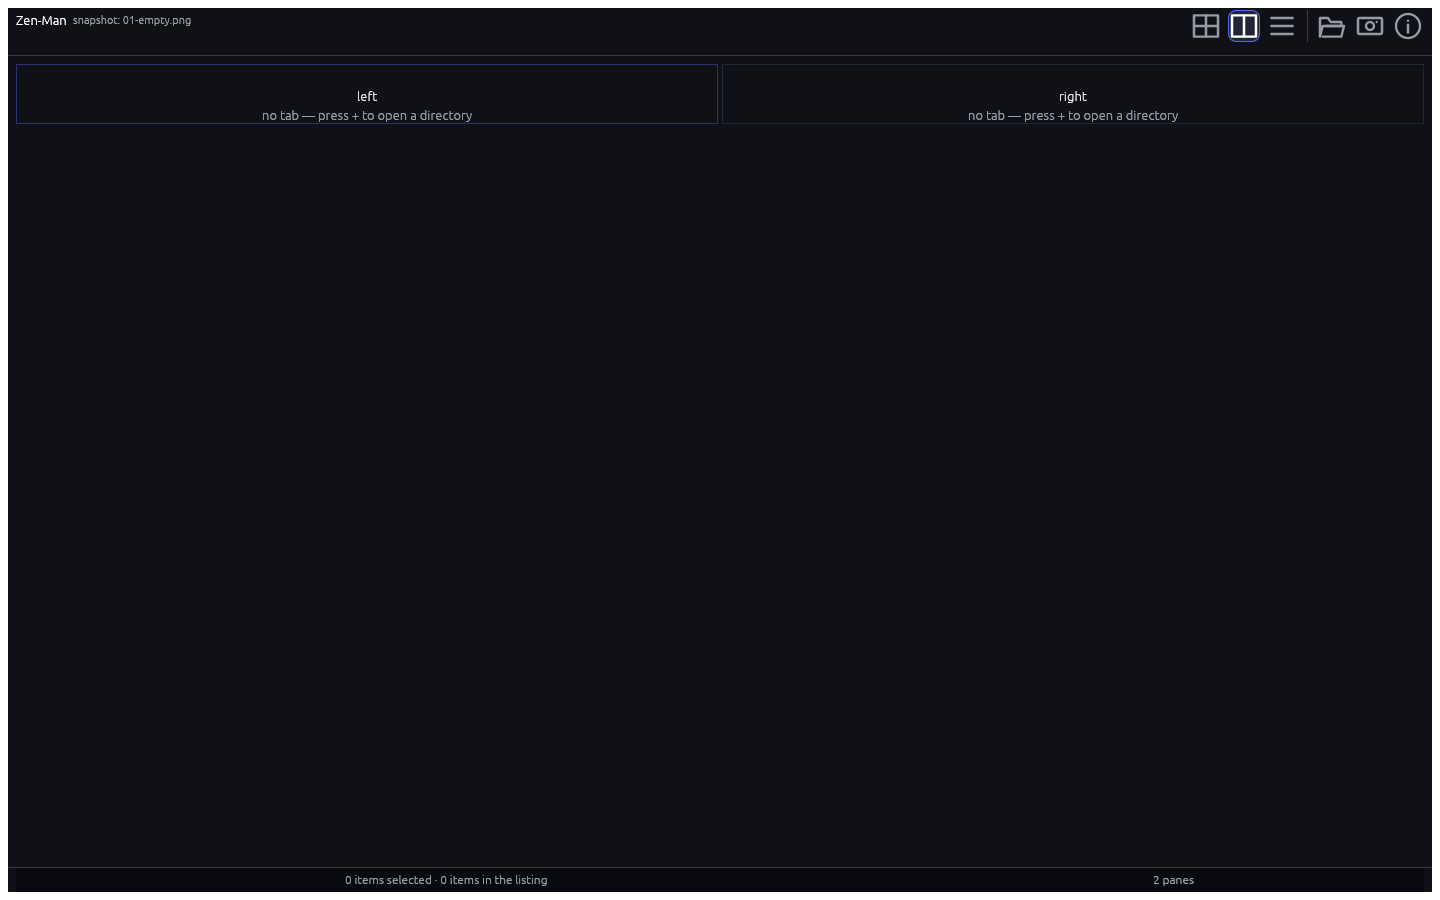 Zen-Man snapshot: 01-empty.png
left
no tab — press + to open a directory
right
no tab — press + to open a directory
0 items selected · 0 items in the listing
2 panes